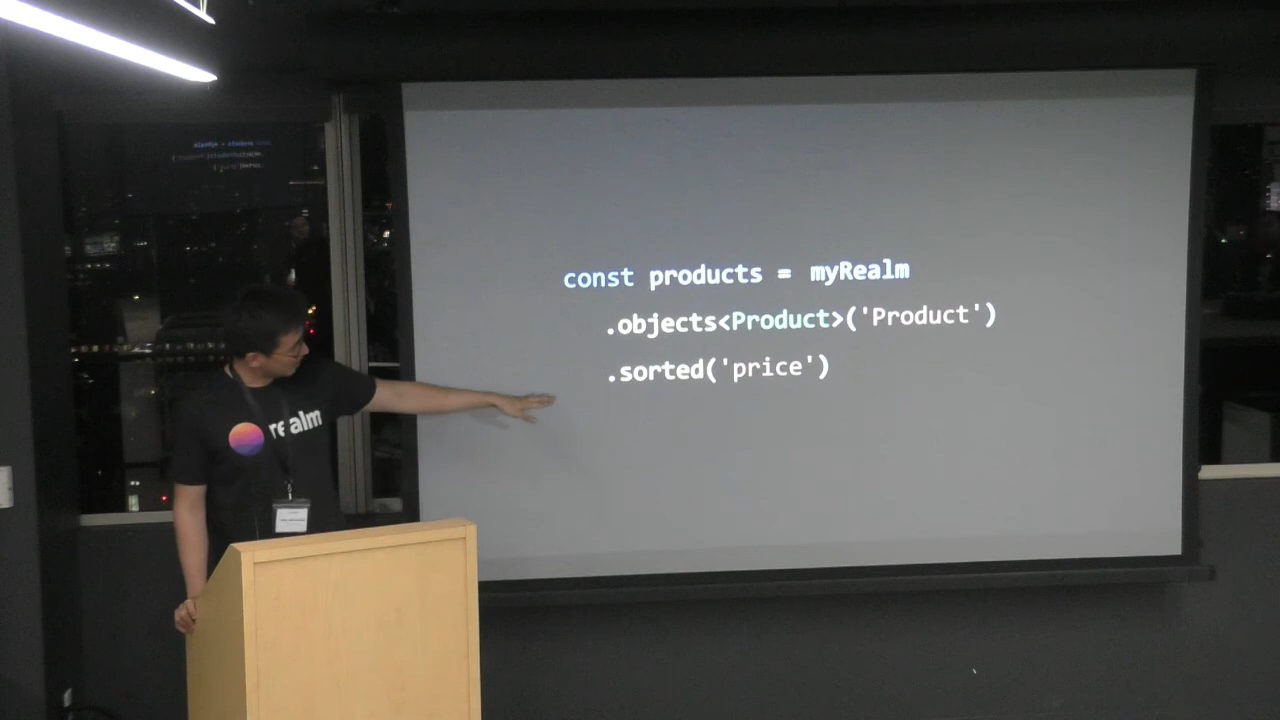 const products = myRealm
.objects<Product>('Product')
.sorted('price')
realm